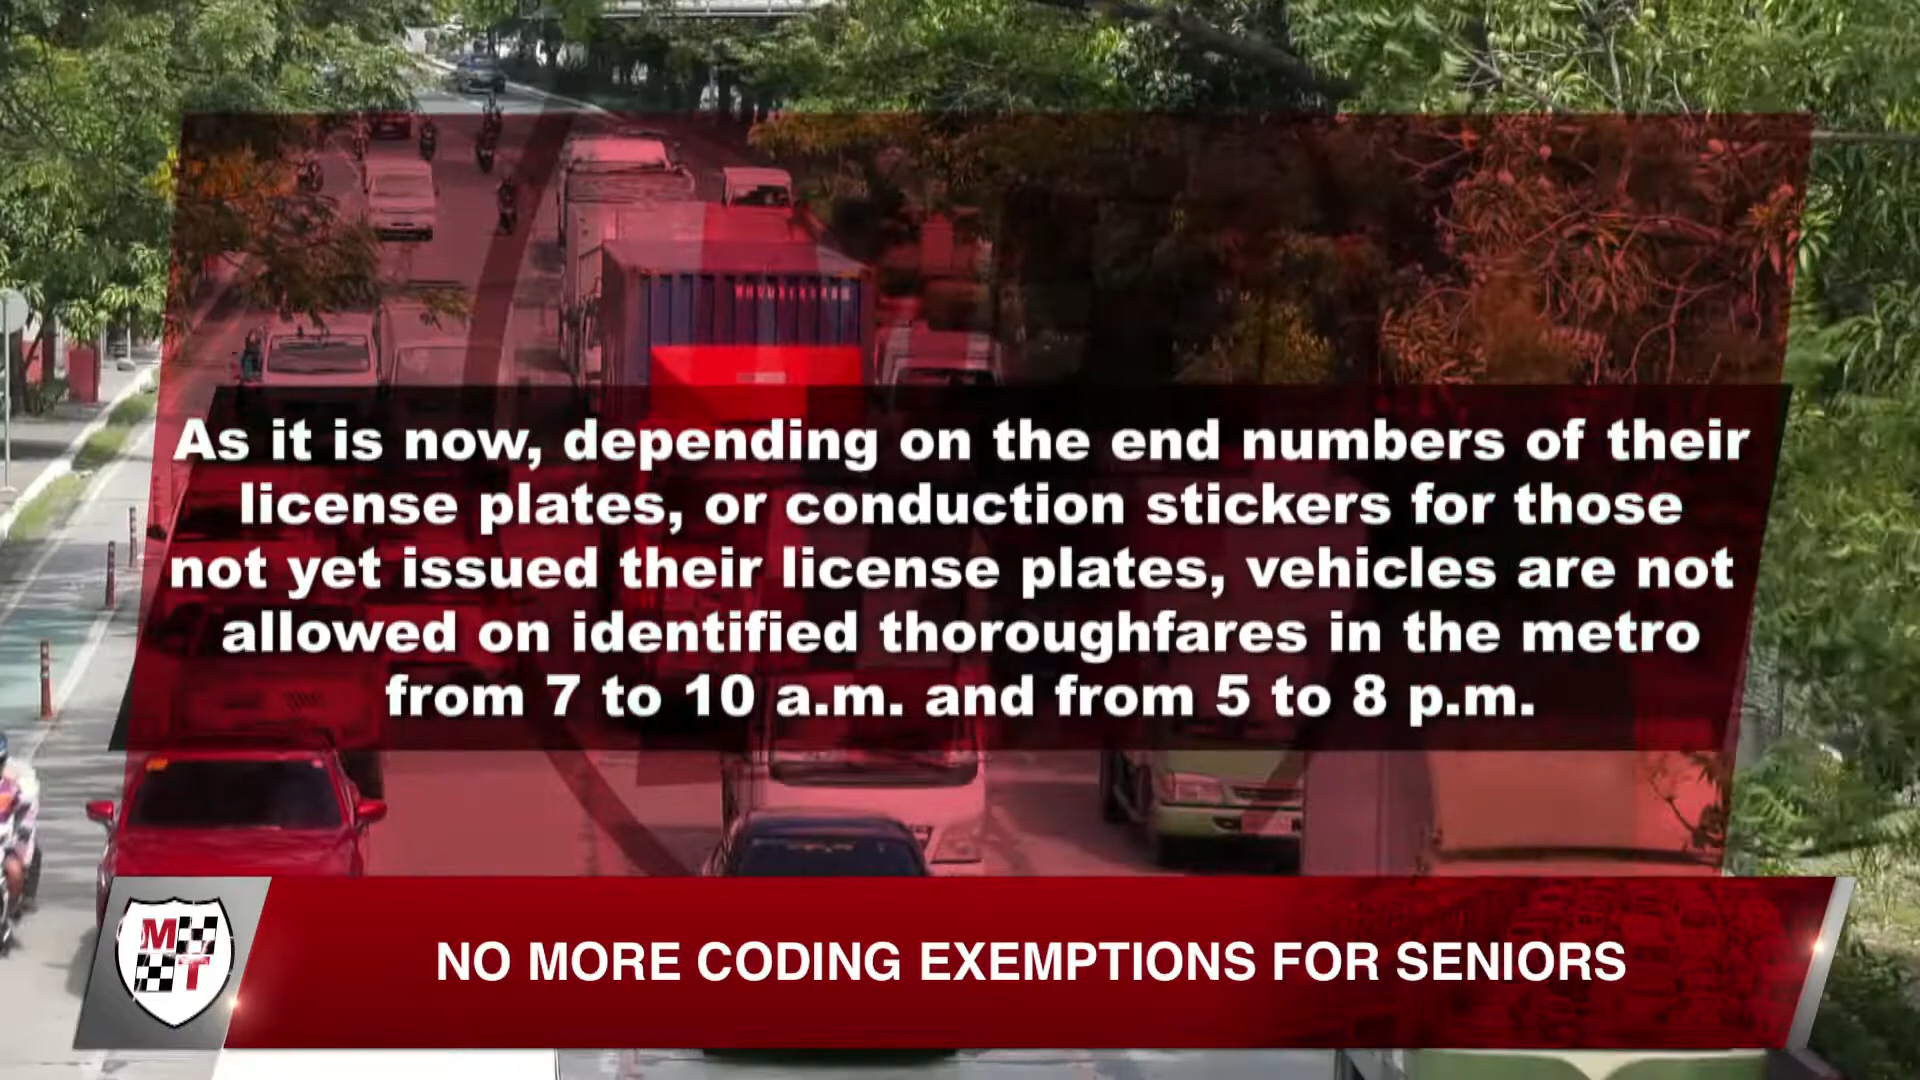 As it is now, depending on the end numbers of their
license plates, or conduction stickers for those
not yet issued their license plates, vehicles are not
allowed on identified thoroughfares in the metro
from 7 to 10 a.m. and from 5 to 8 p.m.
M
T
NO MORE CODING EXEMPTIONS FOR SENIORS